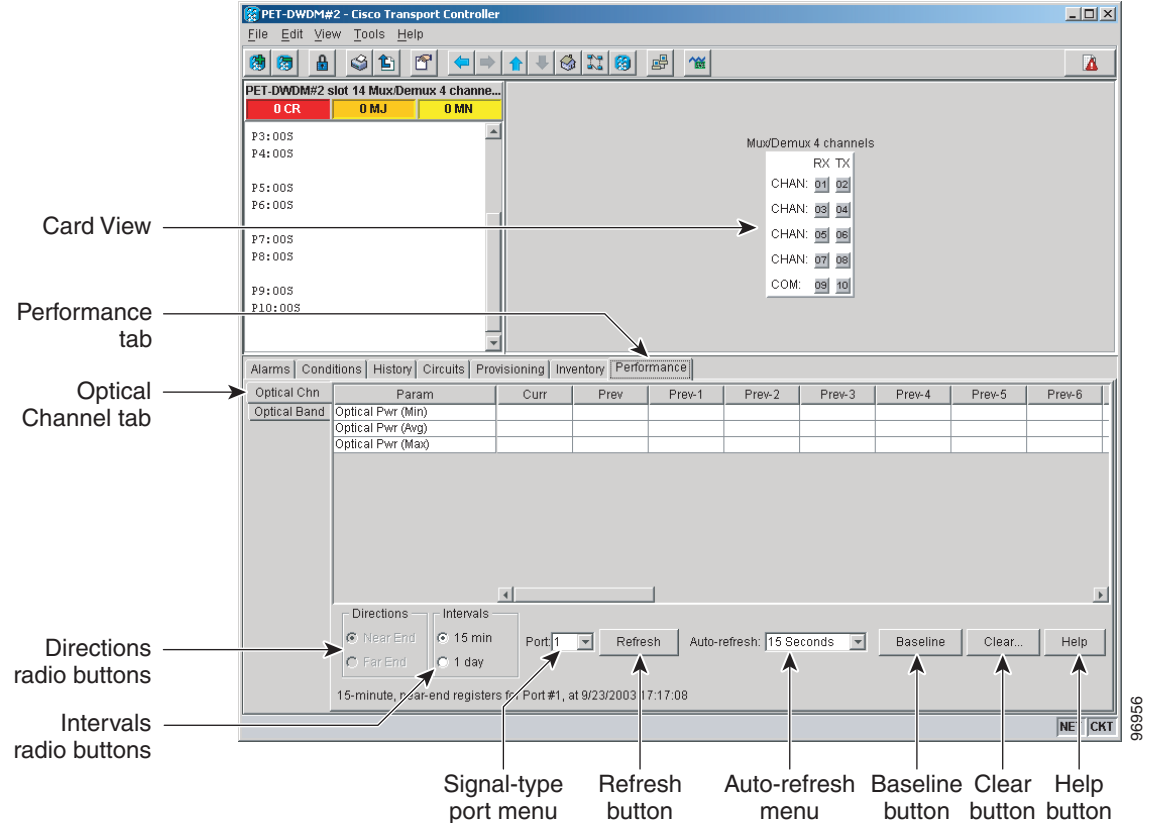 PET-DWDM#2 - Cisco Transport Controller
File Edit View Tools Help
PET-DWDM#2 slot 14 Mux/Demux 4 channe...
0 CR 0 MJ 0 MN
P3:OOS
P4:OOS
P5:OOS
P6:OOS
P7:OOS
P8:OOS
P9:OOS
P10:OOS
Mux/Demux 4 channels
RX TX
CHAN: 01 02
CHAN: 03 04
CHAN: 05 06
CHAN: 07 08
COM: 09 10
Card View
Performance
tab
Alarms Conditions History Circuits Provisioning Inventory Performance
Optical
Channel tab
Optical Chn
Optical Band
Param Curr Prev Prev-1 Prev-2 Prev-3 Prev-4 Prev-5 Prev-6
Optical Pwr (Min)
Optical Pwr (Avg)
Optical Pwr (Max)
Directions
Near End
Far End
Intervals
15 min
1 day
Port: 1 Refresh Auto-refresh: 15 Seconds Baseline Clear... Help
15-minute, near-end registers for Port #1, at 9/23/2003 17:17:08
NET CKT
Directions
radio buttons
Intervals
radio buttons
Signal-type
port menu
Refresh
button
Auto-refresh
menu
Baseline
button
Clear
button
Help
button
96956